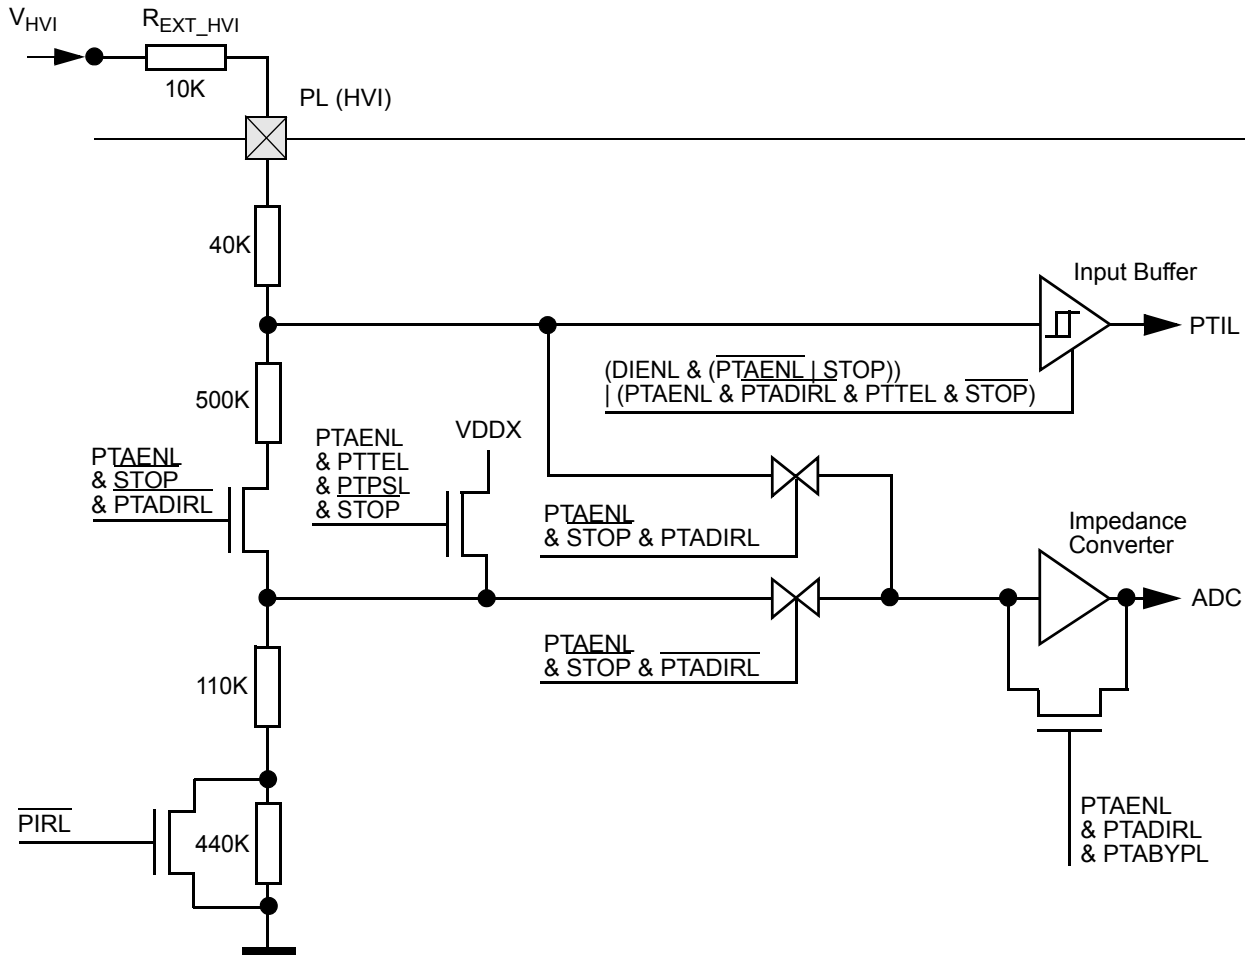 VHVI
REXT_HVI
10K
PL (HVI)
40K
Input Buffer
PTIL
(DIENL & (PTAENL | STOP))
| (PTAENL & PTADIRL & PTTEL & STOP)
500K
VDDX
PTAENL
& STOP
& PTADIRL
PTAENL
& PTTEL
& PTPSL
& STOP
PTAENL
& STOP & PTADIRL
Impedance
Converter
ADC
PTAENL
& STOP & PTADIRL
110K
PIRL
440K
PTAENL
& PTADIRL
& PTABYPL